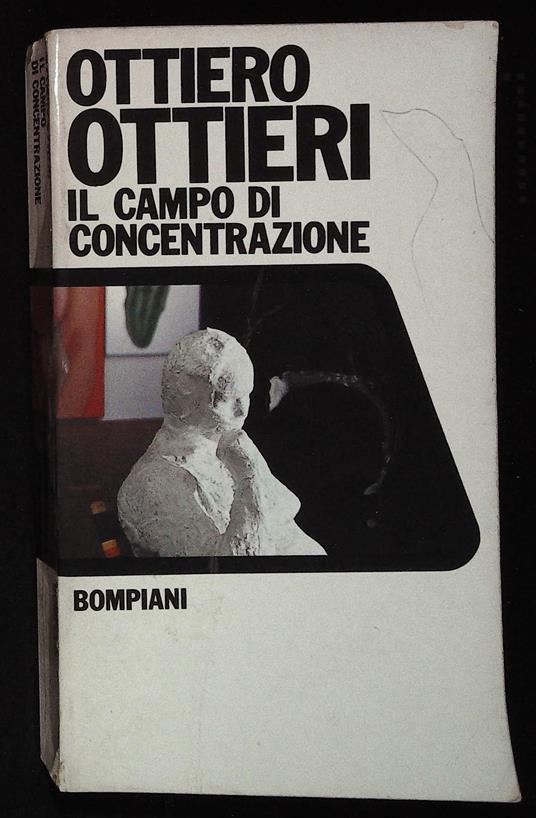 OTTIERO
OTTIERI
IL CAMPO DI
CONCENTRAZIONE
BOMPIANI
IL CAMPO
DI CONCENTRAZIONE